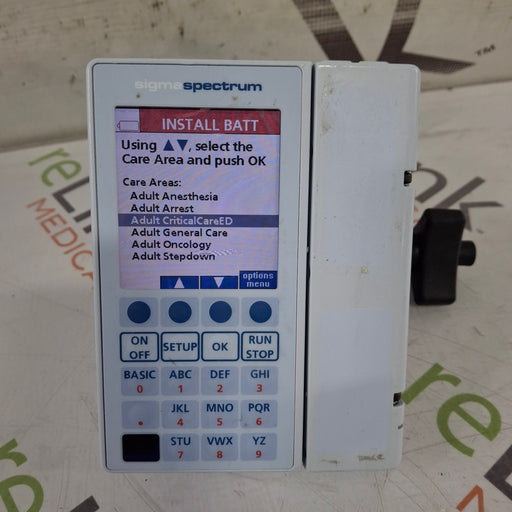 sigmaspectrum
INSTALL BATT
Using ▲▼, select the
Care Area and push OK
Care Areas:
Adult Anesthesia
Adult Arrest
Adult CriticalCareED
Adult General Care
Adult Oncology
Adult Stepdown
▲ ▼ options menu
ON OFF SETUP OK RUN STOP
BASIC ABC DEF GHI
0 1 2 3
. JKL MNO PQR
4 5 6
STU VWX YZ
7 8 9
TM